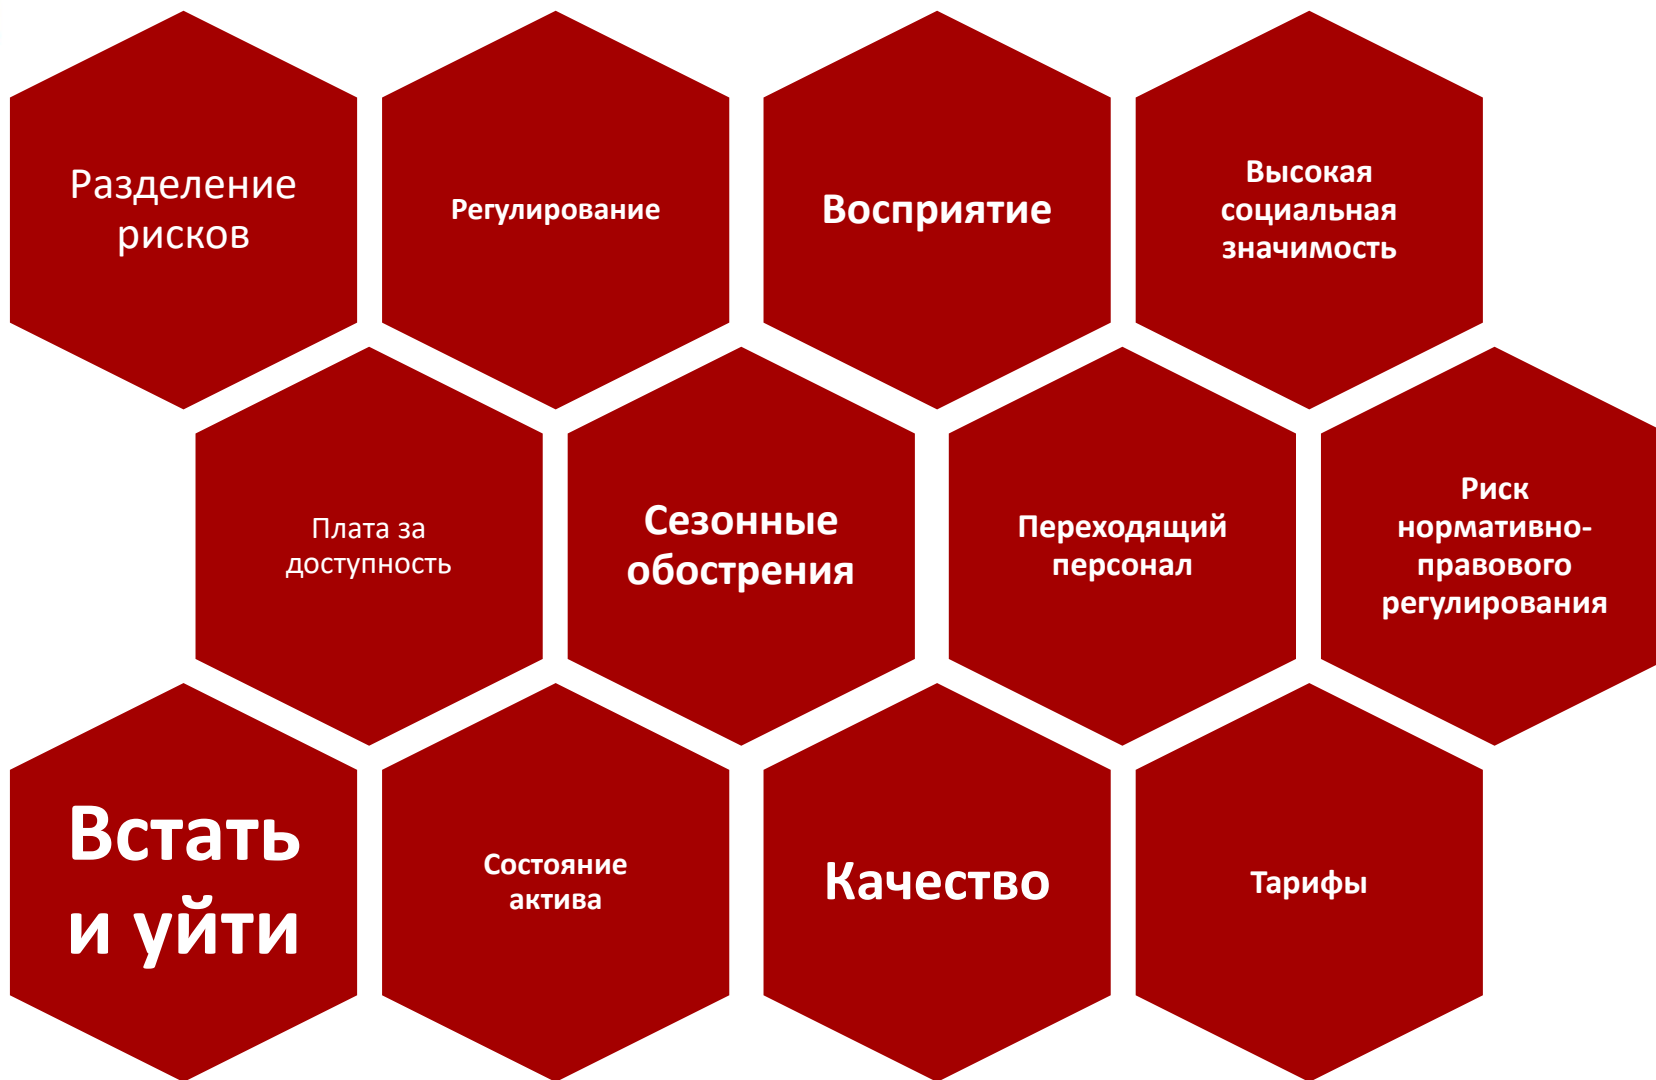 Разделение
рисков
Регулирование
Восприятие
Высокая
социальная
значимость
Плата за
доступность
Сезонные
обострения
Переходящий
персонал
Риск
нормативно-
правового
регулирования
Встать
и уйти
Состояние
актива
Качество
Тарифы